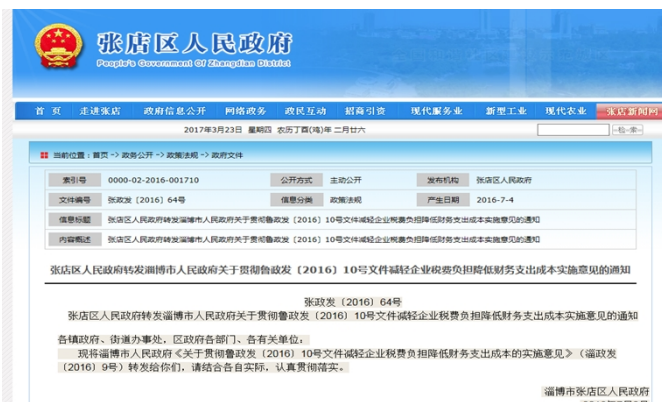 张店区人民政府
People's Government Of Zhangdian District
首 页 走进张店 政府信息公开 网络政务 政民互动 招商引资 现代服务业 新型工业 现代农业 张店新闻网
2017年3月23日 星期四 农历丁酉(鸡)年 二月廿六
-检-索-
当前位置：首页 -> 政务公开 -> 政策法规 -> 政府文件
索引号 0000-02-2016-001710 公开方式 主动公开 发布机构 张店区人民政府
文件编号 张政发〔2016〕64号 信息分类 政策法规 产生日期 2016-7-4
信息标题 张店区人民政府转发淄博市人民政府关于贯彻鲁政发〔2016〕10号文件减轻企业税费负担降低财务支出成本实施意见的通知
内容概述 张店区人民政府转发淄博市人民政府关于贯彻鲁政发〔2016〕10号文件减轻企业税费负担降低财务支出成本实施意见的通知
张店区人民政府转发淄博市人民政府关于贯彻鲁政发〔2016〕10号文件减轻企业税费负担降低财务支出成本实施意见的通知
张政发〔2016〕64号
张店区人民政府转发淄博市人民政府关于贯彻鲁政发〔2016〕10号文件减轻企业税费负担降低财务支出成本实施意见的通知
各镇政府、街道办事处，区政府各部门、各有关单位：
现将淄博市人民政府《关于贯彻鲁政发〔2016〕10号文件减轻企业税费负担降低财务支出成本的实施意见》（淄政发
〔2016〕9号）转发给你们，请结合各自实际，认真贯彻落实。
淄博市张店区人民政府